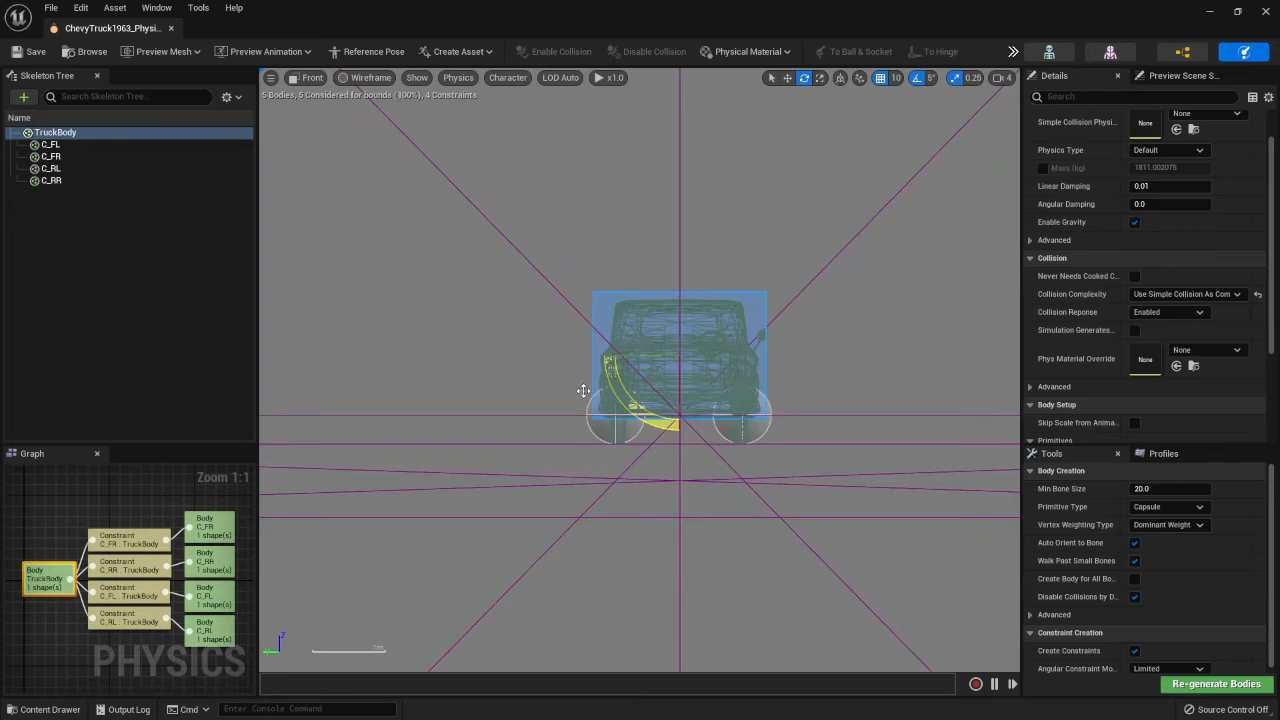 File Edit Asset Window Tools Help
ChevyTruck1963_Physi...
Save Browse Preview Mesh Preview Animation Reference Pose Create Asset Enable Collision Disable Collision Physical Material To Ball & Socket To Hinge
Skeleton Tree
Search Skeleton Tree...
Name
TruckBody
C_FL
C_FR
C_RL
C_RR
Front Wireframe Show Physics Character LOD Auto x1.0 10 5° 0.25 4
5 Bodies, 5 Considered for bounds (100%), 4 Constraints
Z
1m
Graph
Zoom 1:1
Body
TruckBody
1 shape(s)
Constraint
C_FR : TruckBody
Constraint
C_RR : TruckBody
Constraint
C_FL : TruckBody
Constraint
C_RL : TruckBody
Body
C_FR
1 shape(s)
Body
C_RR
1 shape(s)
Body
C_FL
1 shape(s)
Body
C_RL
1 shape(s)
PHYSICS
Details Preview Scene S...
Search
Simple Collision Physi... None None
Physics Type Default
Mass (kg) 1811.002075
Linear Damping 0.01
Angular Damping 0.0
Enable Gravity
Advanced
Collision
Never Needs Cooked C...
Collision Complexity Use Simple Collision As Com
Collision Reponse Enabled
Simulation Generates...
Phys Material Override None None
Advanced
Body Setup
Skip Scale from Anima...
Primitives
Tools Profiles
Body Creation
Min Bone Size 20.0
Primitive Type Capsule
Vertex Weighting Type Dominant Weight
Auto Orient to Bone
Walk Past Small Bones
Create Body for All Bo...
Disable Collisions by D...
Advanced
Constraint Creation
Create Constraints
Angular Constraint Mo... Limited
Re-generate Bodies
Content Drawer Output Log Cmd Enter Console Command Source Control Off